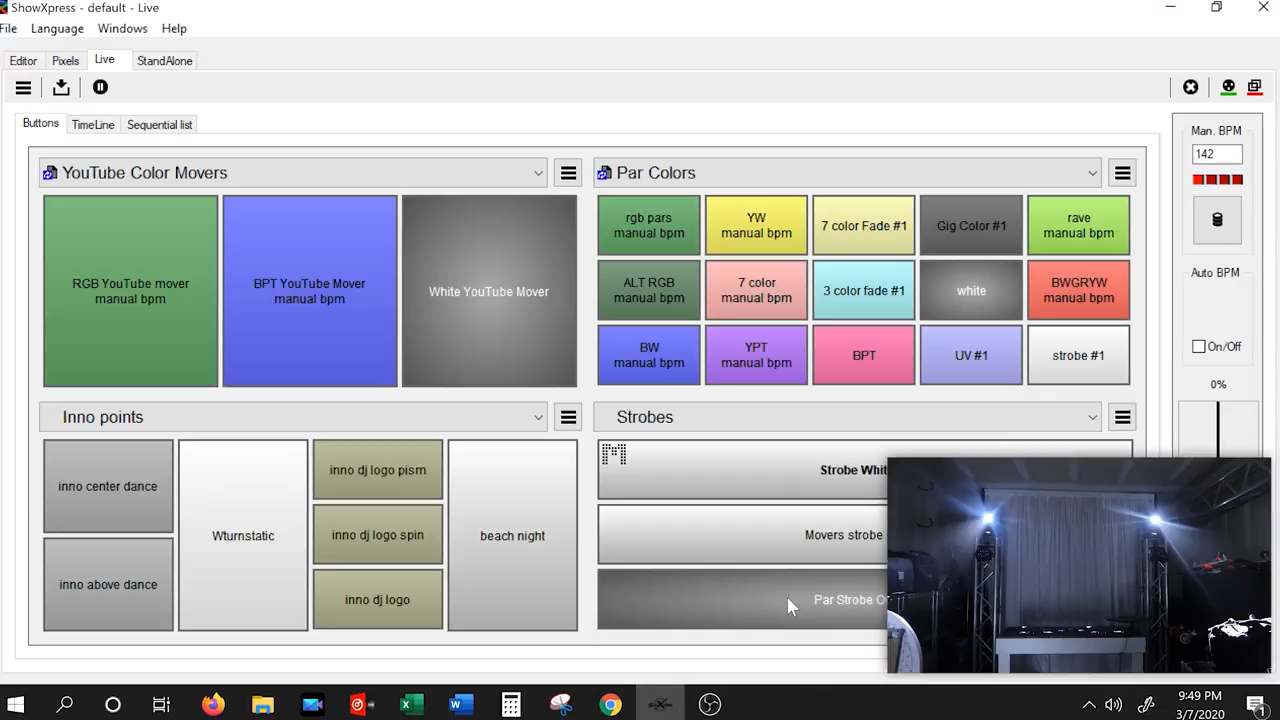 ShowXpress - default - Live
File Language Windows Help
Editor Pixels Live StandAlone
Buttons TimeLine Sequential list
YouTube Color Movers
RGB YouTube mover
manual bpm
BPT YouTube Mover
manual bpm
White YouTube Mover
Par Colors
rgb pars
manual bpm
YW
manual bpm
7 color Fade #1
Gig Color #1
rave
manual bpm
ALT RGB
manual bpm
7 color
manual bpm
3 color fade #1
white
BWGRYW
manual bpm
BW
manual bpm
YPT
manual bpm
BPT
UV #1
strobe #1
Inno points
inno center dance
inno above dance
Wturnstatic
inno dj logo pism
inno dj logo spin
inno dj logo
beach night
Strobes
M
Strobe Whit
Movers strobe
Par Strobe O
Man. BPM
142
Auto BPM
On/Off
0%
9:49 PM
3/7/2020
1